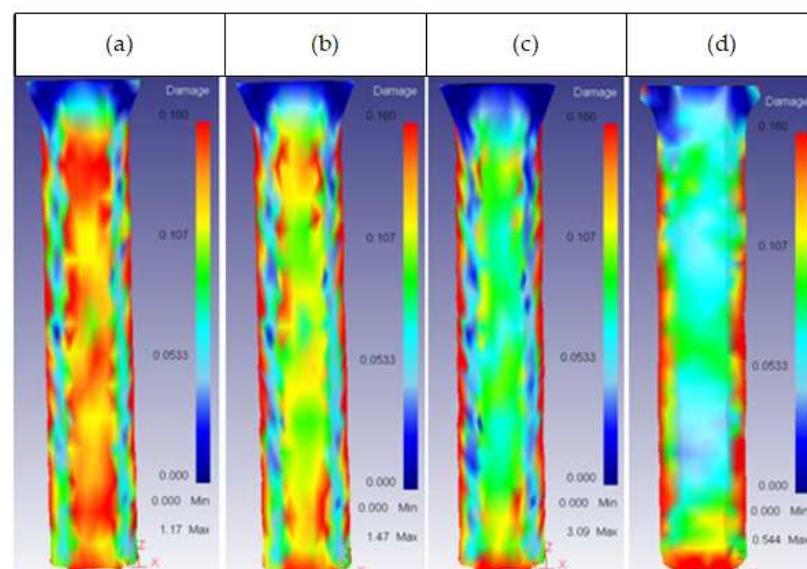 (a) (b) (c) (d)
Damage Damage Damage Damage
0.160 0.160 0.160 0.160
0.107 0.107 0.107 0.107
0.0533 0.0533 0.0533 0.0533
0.000 0.000 0.000 0.000
0.000 Min 0.000 Min 0.000 Min 0.000 Min
1.17 Max 1.47 Max 3.09 Max 0.544 Max
Z Z Z Z
X X X X